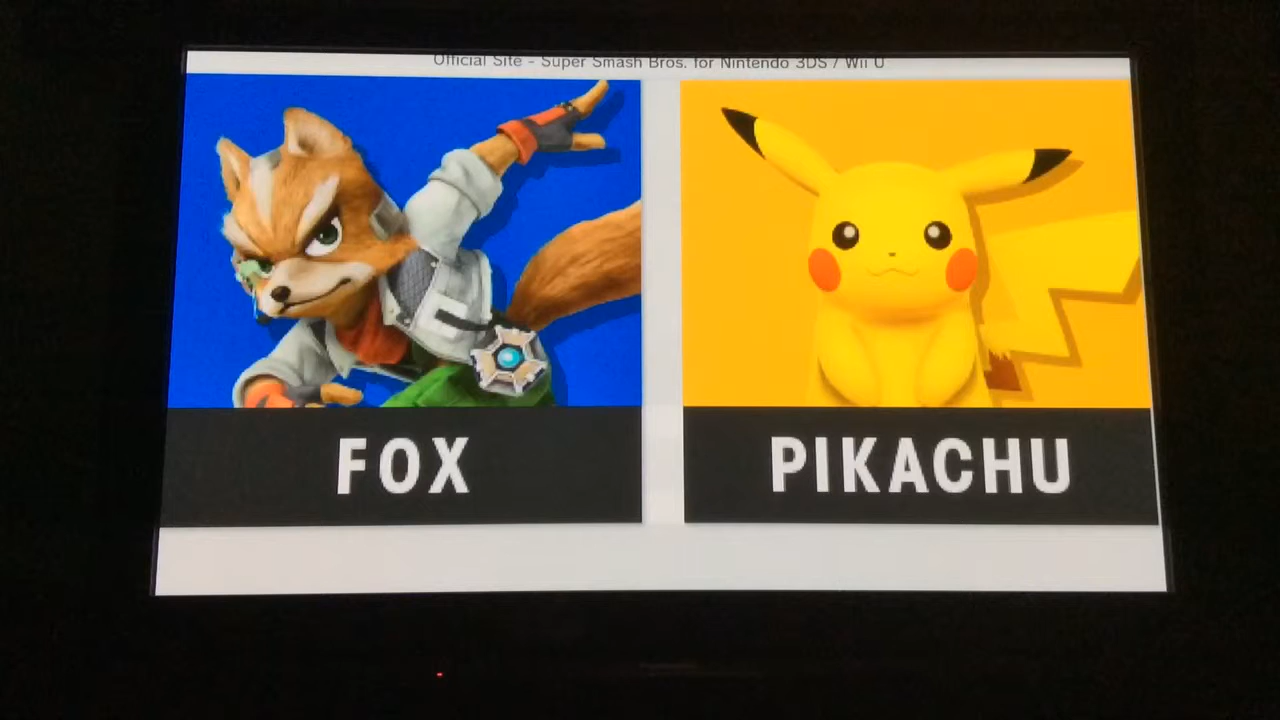 Official Site - Super Smash Bros. for Nintendo 3DS / Wii U
FOX
PIKACHU